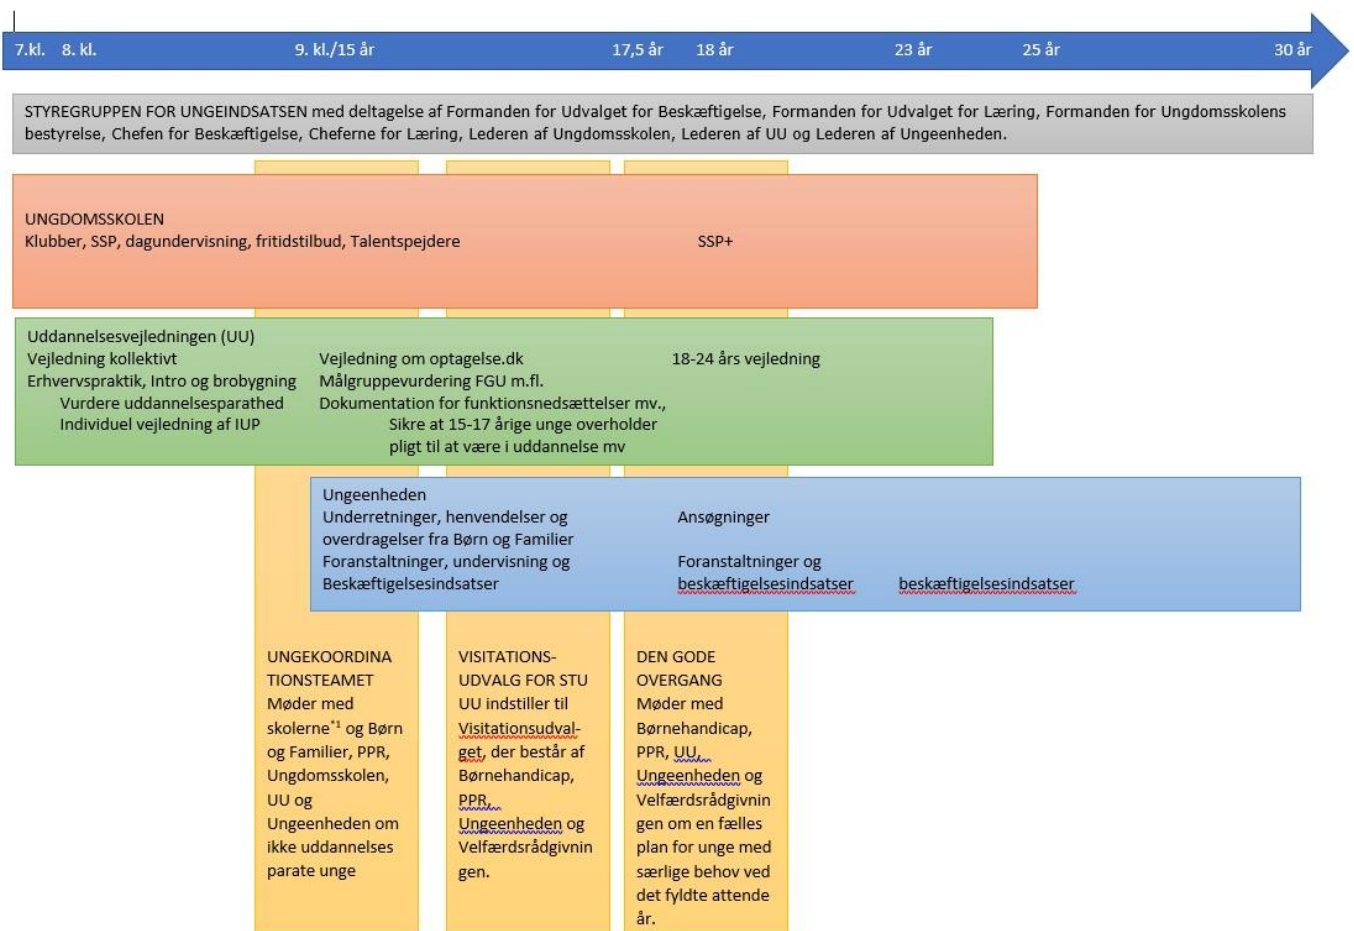 7.kl. 8. kl. 9. kl./15 år 17,5 år 18 år 23 år 25 år 30 år
STYREGRUPPEN FOR UNGEINDSATSEN med deltagelse af Formanden for Udvalget for Beskæftigelse, Formanden for Udvalget for Læring, Formanden for Ungdomsskolens
bestyrelse, Chefen for Beskæftigelse, Cheferne for Læring, Lederen af Ungdomsskolen, Lederen af UU og Lederen af Ungeenheden.
UNGDOMSSKOLEN
Klubber, SSP, dagundervisning, fritidstilbud, Talentspejdere SSP+
Uddannelsesvejledningen (UU)
Vejledning kollektivt Vejledning om optagelse.dk 18-24 års vejledning
Erhvervspraktik, Intro og brobygning Målgruppevurdering FGU m.fl.
Vurdere uddannelsesparathed Dokumentation for funktionsnedsættelser mv.,
Individuel vejledning af IUP Sikre at 15-17 årige unge overholder
pligt til at være i uddannelse mv
Ungeenheden
Underretninger, henvendelser og Ansøgninger
overdragelser fra Børn og Familier
Foranstaltninger, undervisning og Foranstaltninger og
Beskæftigelsesindsatser beskæftigelsesindsatser beskæftigelsesindsatser
UNGEKOORDINA
TIONSTEAMET
Møder med
skolerne*1 og Børn
og Familier, PPR,
Ungdomsskolen,
UU og
Ungeenheden om
ikke uddannelses
parate unge
VISITATIONS-
UDVALG FOR STU
UU indstiller til
Visitationsudval-
get, der består af
Børnehandicap,
PPR,
Ungeenheden og
Velfærdsrådgivnin
gen.
DEN GODE
OVERGANG
Møder med
Børnehandicap,
PPR, UU,
Ungeenheden og
Velfærdsrådgivnin
gen om en fælles
plan for unge med
særlige behov ved
det fyldte attende
år.